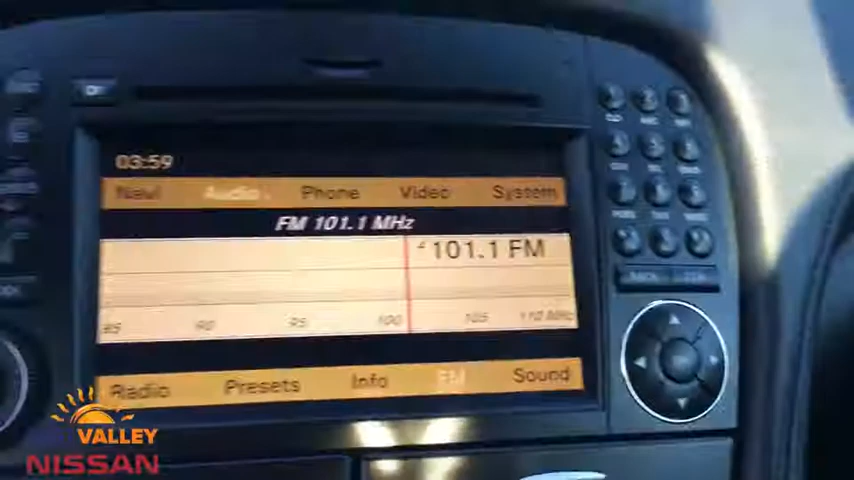 03:59
Navi Audio Phone Video System
FM 101.1 MHz
101.1 FM
85 90 95 100 105 110 MHz
Radio Presets Info FM Sound
VALLEY
NISSAN